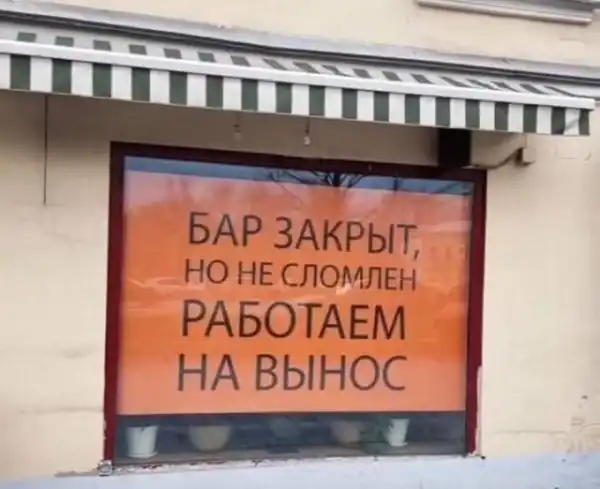 БАР ЗАКРЫТ,
НО НЕ СЛОМЛЕН
РАБОТАЕМ
НА ВЫНОС